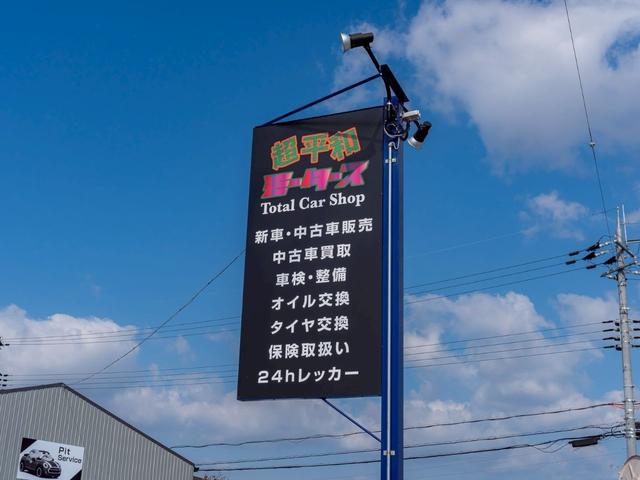 超平和
モータース
Total Car Shop
新車・中古車販売
中古車買取
車検・整備
オイル交換
タイヤ交換
保険取扱い
24hレッカー
Pit
Service